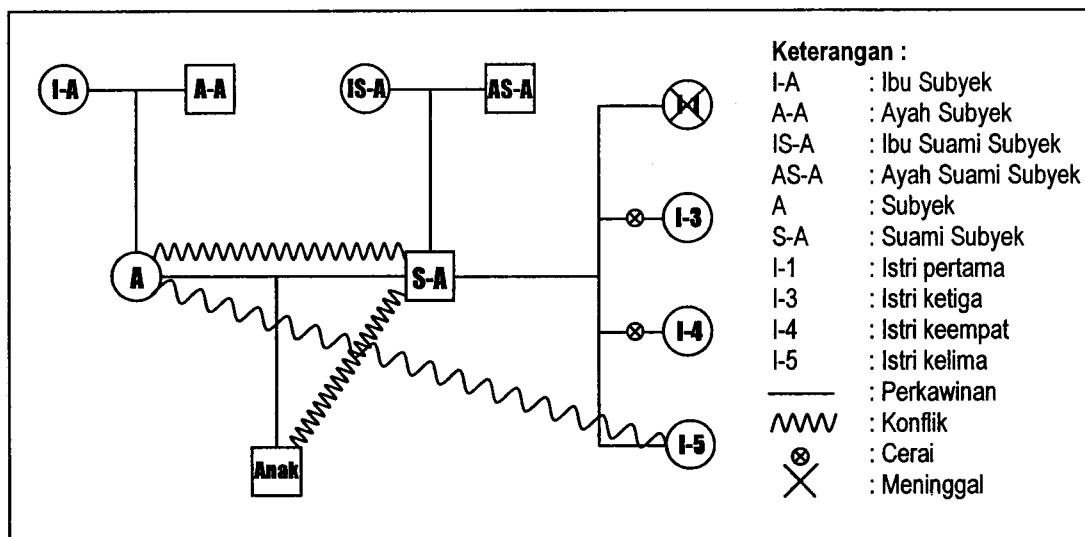 I-A
A-A
IS-A
AS-A
I-1
I-3
A
S-A
I-4
Anak
I-5
Keterangan :
I-A : Ibu Subyek
A-A : Ayah Subyek
IS-A : Ibu Suami Subyek
AS-A : Ayah Suami Subyek
A : Subyek
S-A : Suami Subyek
I-1 : Istri pertama
I-3 : Istri ketiga
I-4 : Istri keempat
I-5 : Istri kelima
: Perkawinan
: Konflik
: Cerai
: Meninggal